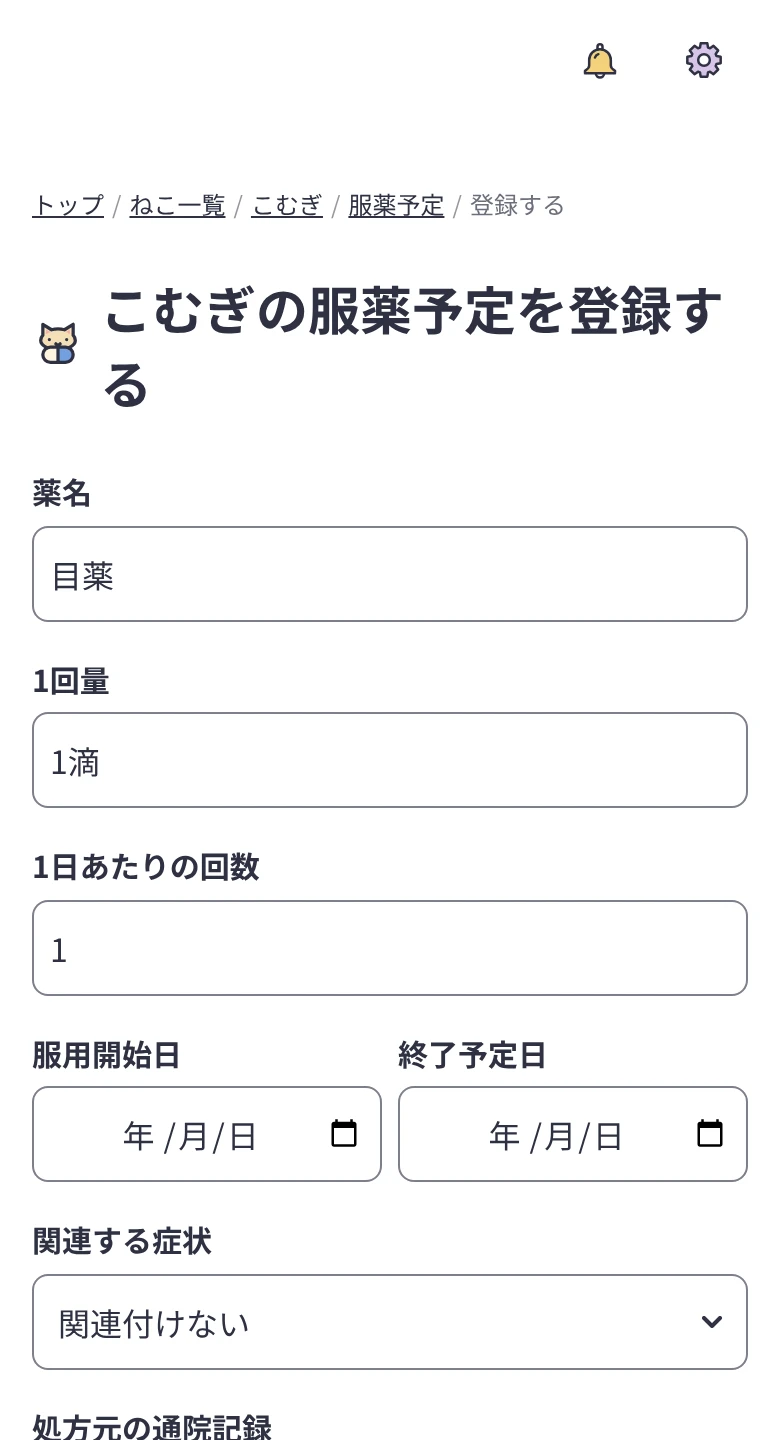 トップ / ねこ一覧 / こむぎ / 服薬予定 / 登録する
こむぎの服薬予定を登録す
る
薬名
目薬
1回量
1滴
1日あたりの回数
1
服用開始日 終了予定日
年 /月/日 年 /月/日
関連する症状
関連付けない
処方元の通院記録